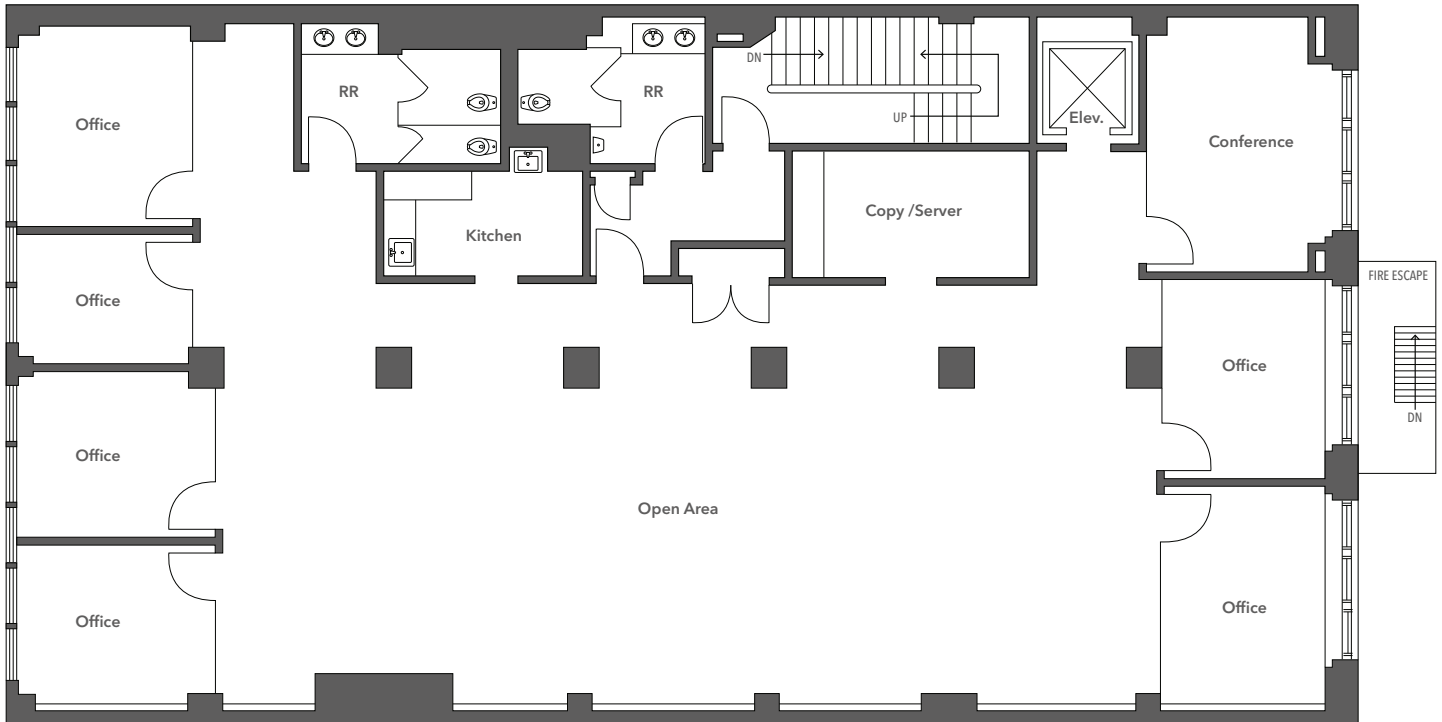 RR
RR
DN
UP
Elev.
Office
Conference
Copy /Server
Kitchen
Office
FIRE ESCAPE
Office
DN
Office
Open Area
Office
Office